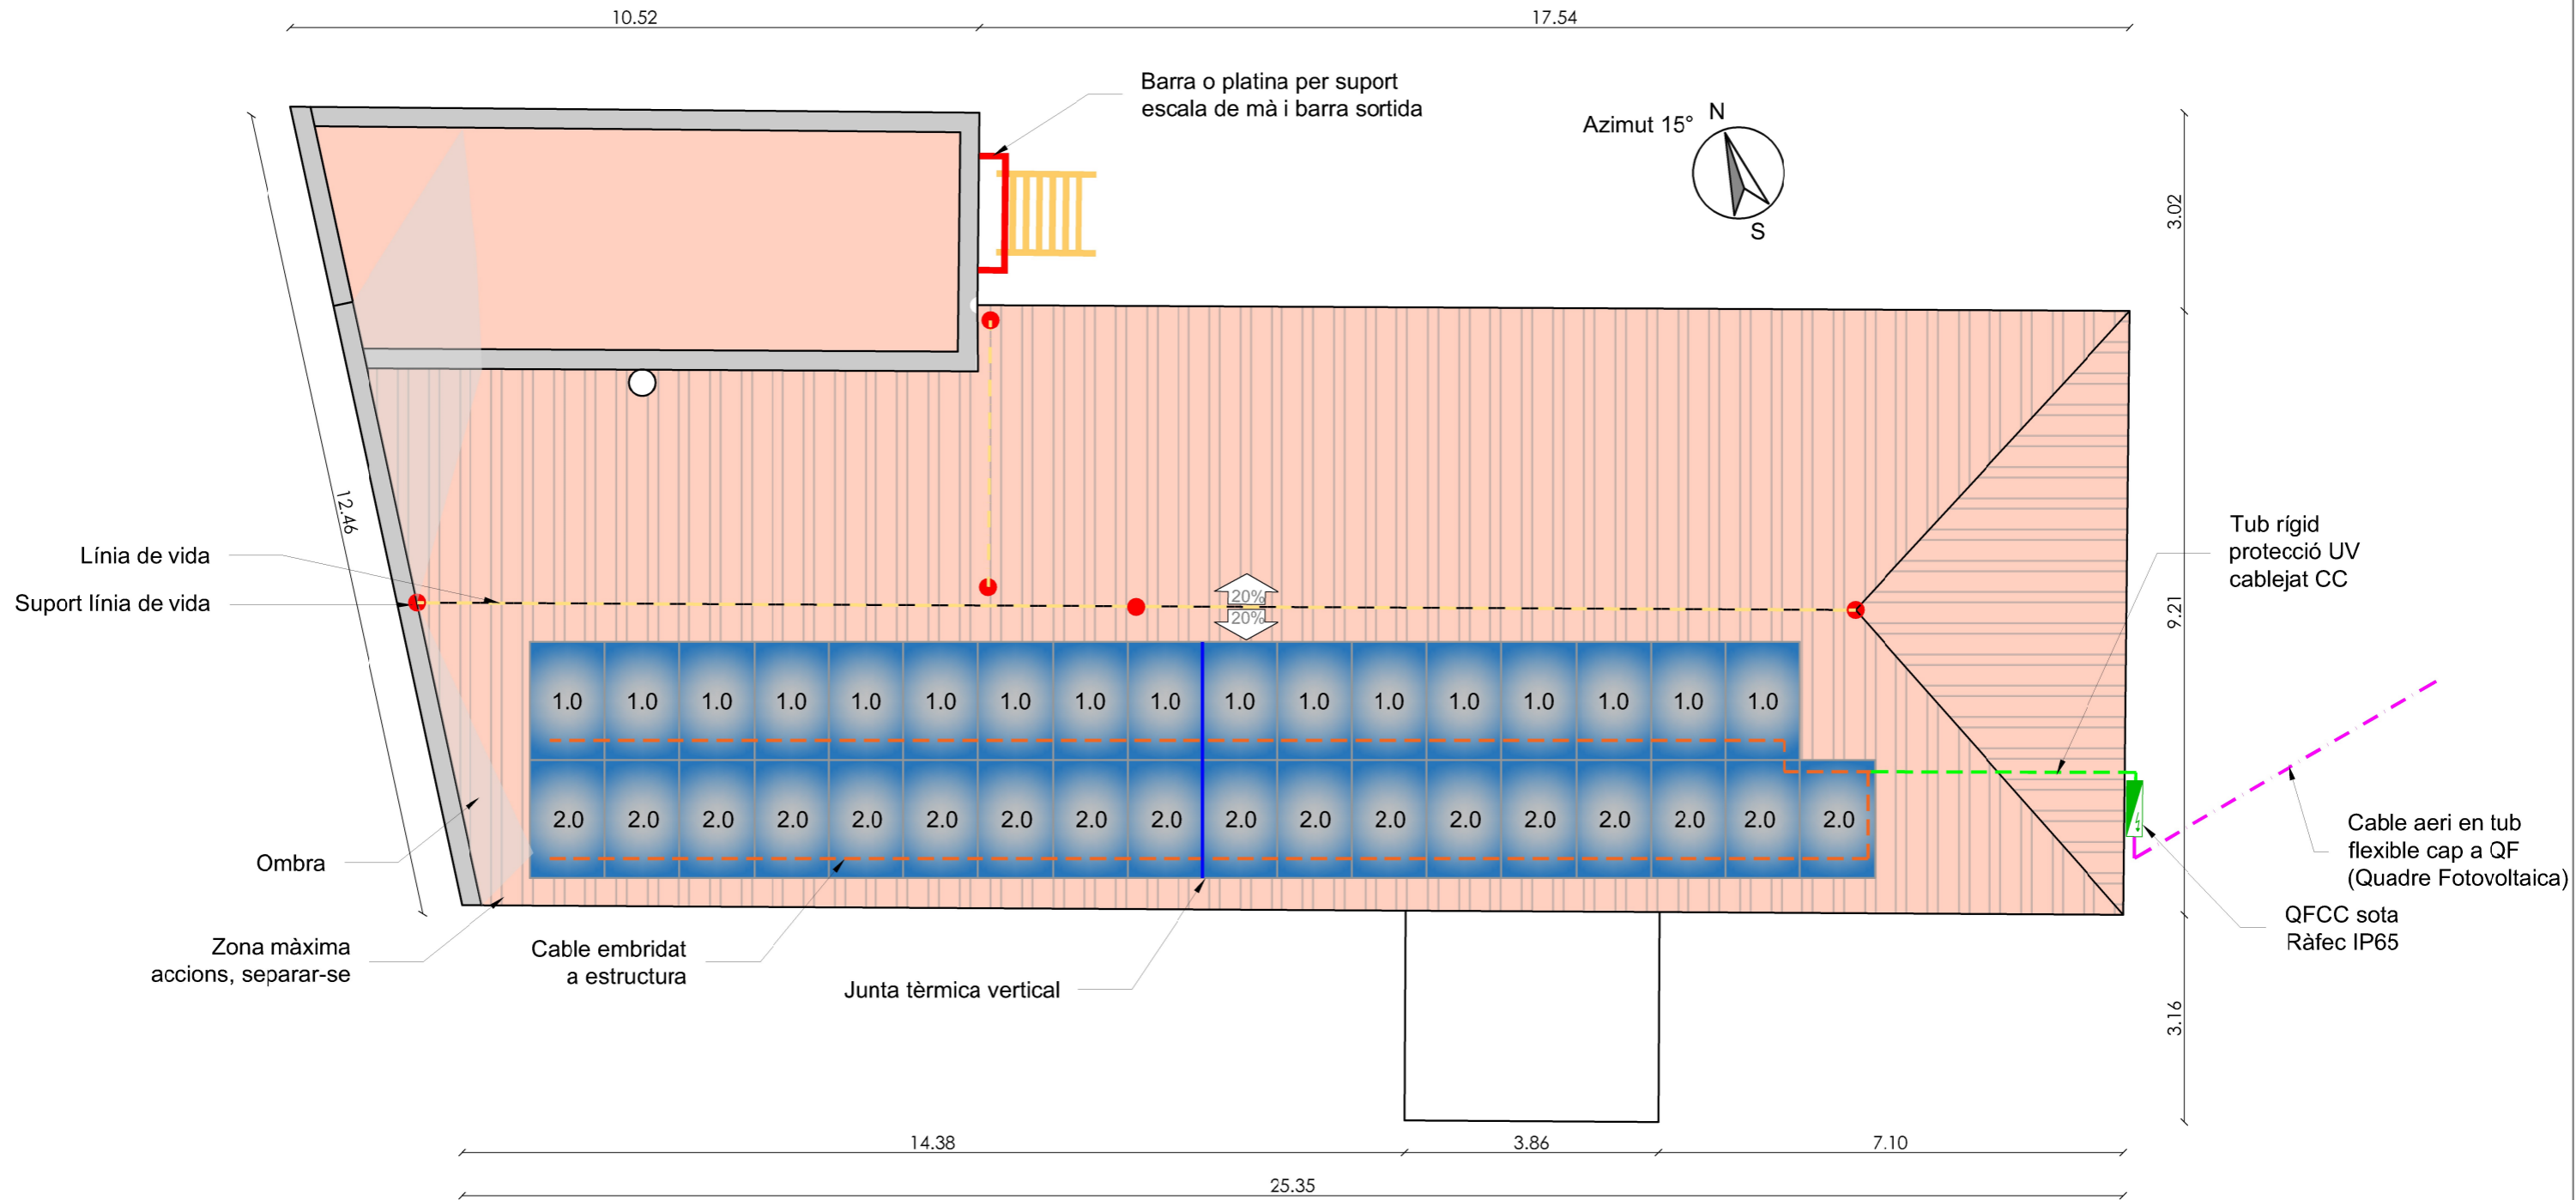 10.52
17.54
Barra o platina per suport
escala de mà i barra sortida
Azimut 15°
N
S
3.02
12.46
Línia de vida
Suport línia de vida
20%
20%
Tub rígid
protecció UV
cablejat CC
9.21
1.0 1.0 1.0 1.0 1.0 1.0 1.0 1.0 1.0 1.0 1.0 1.0 1.0 1.0 1.0 1.0 1.0
2.0 2.0 2.0 2.0 2.0 2.0 2.0 2.0 2.0 2.0 2.0 2.0 2.0 2.0 2.0 2.0 2.0 2.0
Ombra
Cable aeri en tub
flexible cap a QF
(Quadre Fotovoltaica)
QFCC sota
Ràfec IP65
Zona màxima
accions, separar-se
Cable embridat
a estructura
Junta tèrmica vertical
3.16
14.38
3.86
7.10
25.35